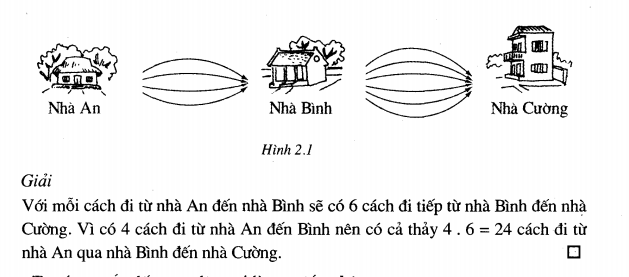 Nhà An Nhà Bình Nhà Cường
Hình 2.1
Giải
Với mỗi cách đi từ nhà An đến nhà Bình sẽ có 6 cách đi tiếp từ nhà Bình đến nhà
Cường. Vì có 4 cách đi từ nhà An đến nhà Bình nên có cả thảy 4 . 6 = 24 cách đi từ
nhà An qua nhà Bình đến nhà Cường.